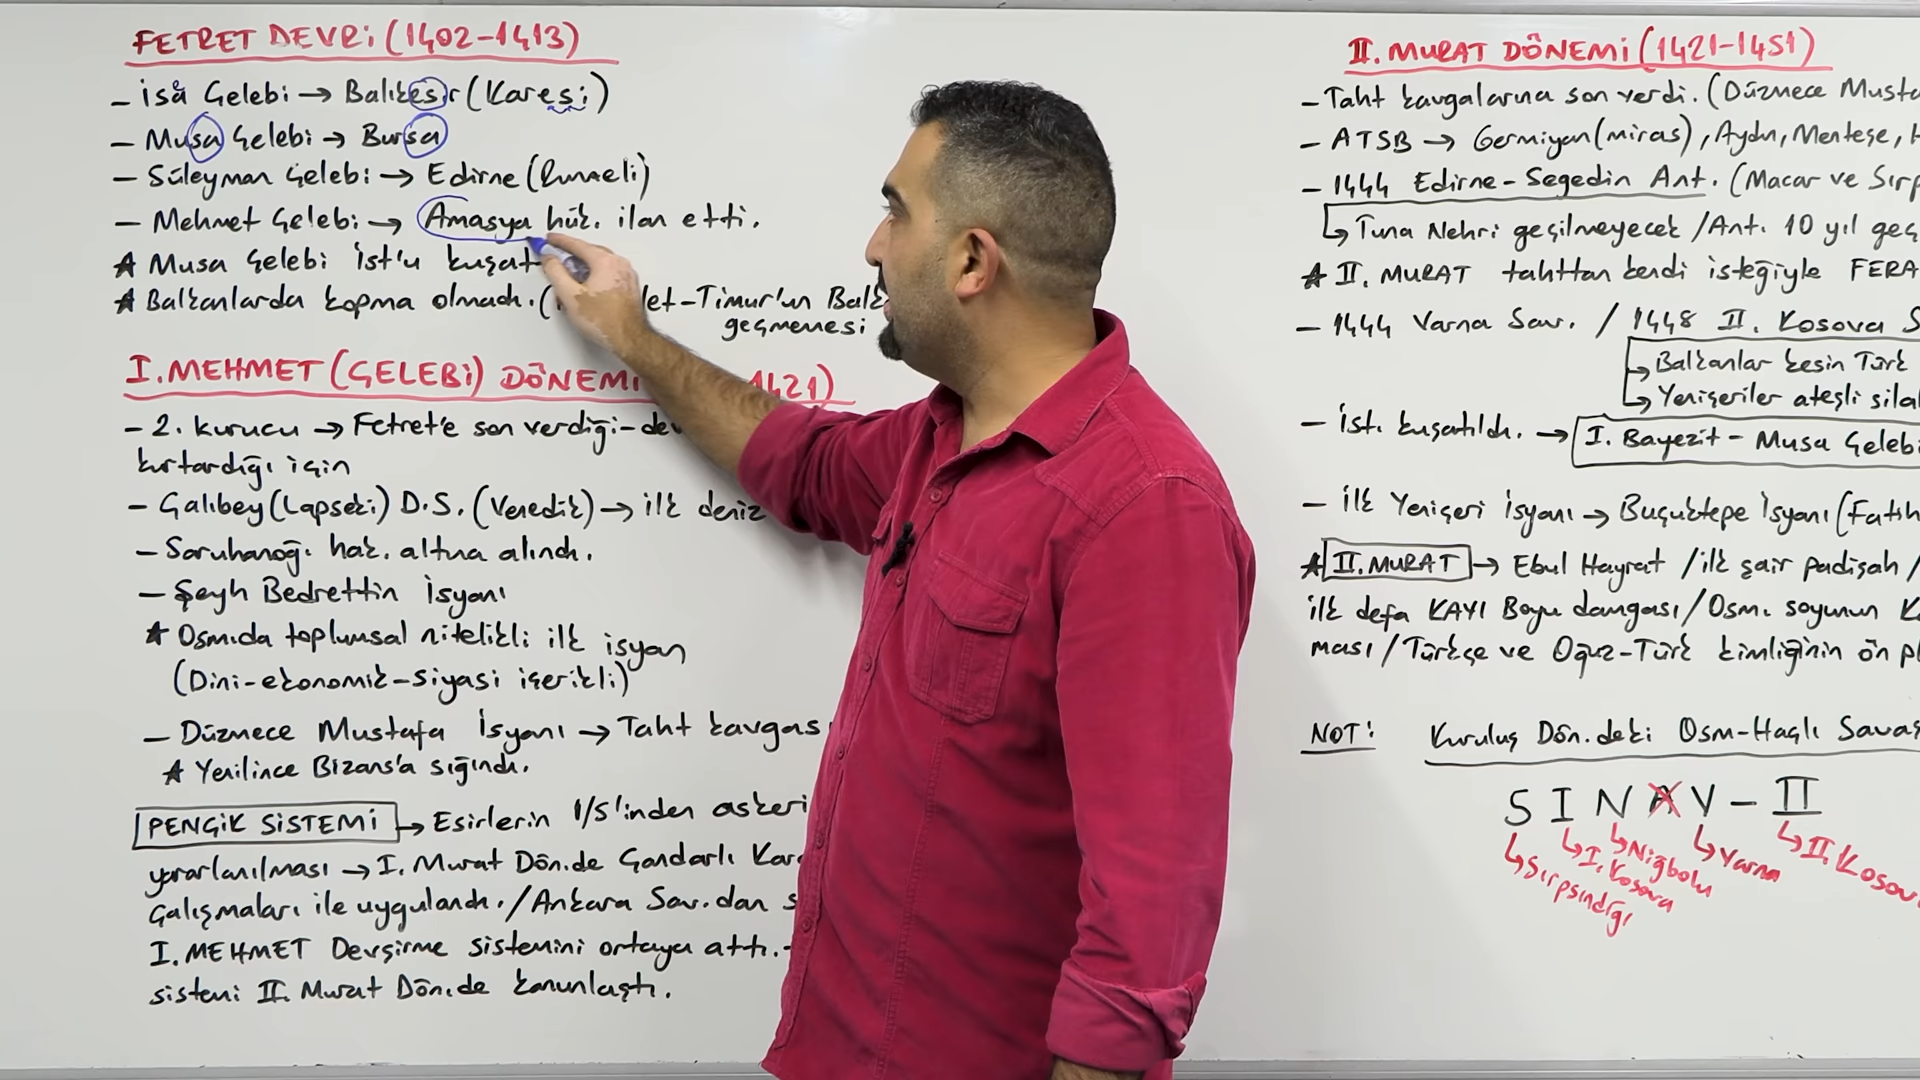 FETRET DEVRİ (1402-1413)
- İsa Çelebi → Balıkesir (Karesi)
- Musa Çelebi → Bursa
- Süleyman Çelebi → Edirne (Rumeli)
- Mehmet Çelebi → Amasya hük. ilan etti.
★ Musa Çelebi İst'u kuşat
★ Balkanlarda kopma olmadı. ( let-Timur'un Balk
geçmemesi
I. MEHMET (ÇELEBİ) DÖNEMİ 1421)
- 2. kurucu → Fetret'e son verdiği-dev
kurtardığı için
- Çalıbey (Lapseki) D.S. (Venedik) → ilk deniz
- Saruhanoğ. hak. altına alındı.
- Şeyh Bedrettin İsyanı
★ Osm.da toplumsal nitelikli ilk isyan
(Dini-ekonomik-siyasi içerikli)
- Düzmece Mustafa İsyanı → Taht kavgas
★ Yenilince Bizans'a sığındı.
PENÇİK SİSTEMİ → Esirlerin 1/5'inden askeri
yararlanılması → I. Murat Dön.de Çandarlı Kara
çalışmaları ile uygulandı. / Ankara Sav.dan s
I. MEHMET Devşirme sistemini ortaya attı. -
sistemi II. Murat Dön.de kanunlaştı.
II. MURAT DÖNEMİ (1421-1451)
- Taht kavgalarına son verdi. (Düzmece Musta
- ATSB → Germiyan (miras), Aydın, Menteşe, H
- 1444 Edirne-Segedin Ant. (Macar ve Sırp
↳ Tuna Nehri geçilmeyecek / Ant. 10 yıl geç
★ II. MURAT tahttan kendi isteğiyle FERA
- 1444 Varna Sav. / 1448 II. Kosova S
→ Balkanlar kesin Türk
↳ Yeniçeriler ateşli sila
- İst. kuşatıldı. → I. Bayezit - Musa Çelebi
- İlk Yeniçeri İsyanı → Buçuktepe İsyanı (Fatih
★ II. MURAT → Ebul Hayrat / ilk şair padişah /
ilk defa KAYI Boyu damgası / Osm. soyunun K
ması / Türkçe ve Oğuz-Türk kimliğinin ön pl
NOT: Kuruluş Dön.deki Osm-Haçlı Savaş
S I N A V - II
↳ Sırpsındığı
↳ I. Kosova
↳ Niğbolu
↳ Varna
↳ II. Kosov